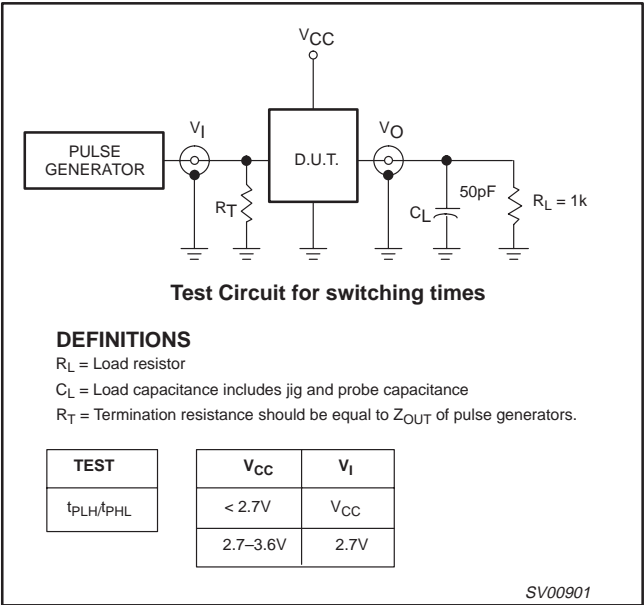 VCC
PULSE
GENERATOR
VI
D.U.T.
VO
RT
50pF
CL
RL = 1k
Test Circuit for switching times
DEFINITIONS
RL = Load resistor
CL = Load capacitance includes jig and probe capacitance
RT = Termination resistance should be equal to ZOUT of pulse generators.
TEST
tPLH/tPHL
VCC VI
< 2.7V VCC
2.7–3.6V 2.7V
SV00901